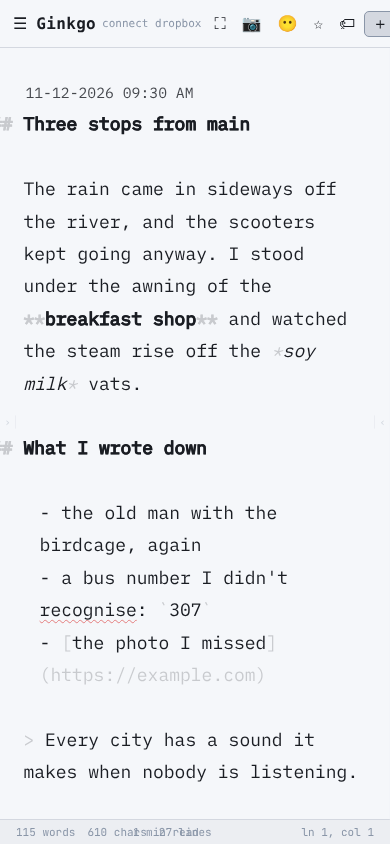 ☰ Ginkgo connect dropbox ☆ +
11-12-2026 09:30 AM
# Three stops from main
The rain came in sideways off
the river, and the scooters
kept going anyway. I stood
under the awning of the
**breakfast shop** and watched
the steam rise off the *soy
milk* vats.
# What I wrote down
- the old man with the
birdcage, again
- a bus number I didn't
recognise: `307`
- [the photo I missed]
(https://example.com)
> Every city has a sound it
makes when nobody is listening.
115 words 610 chars ln 1, col 1